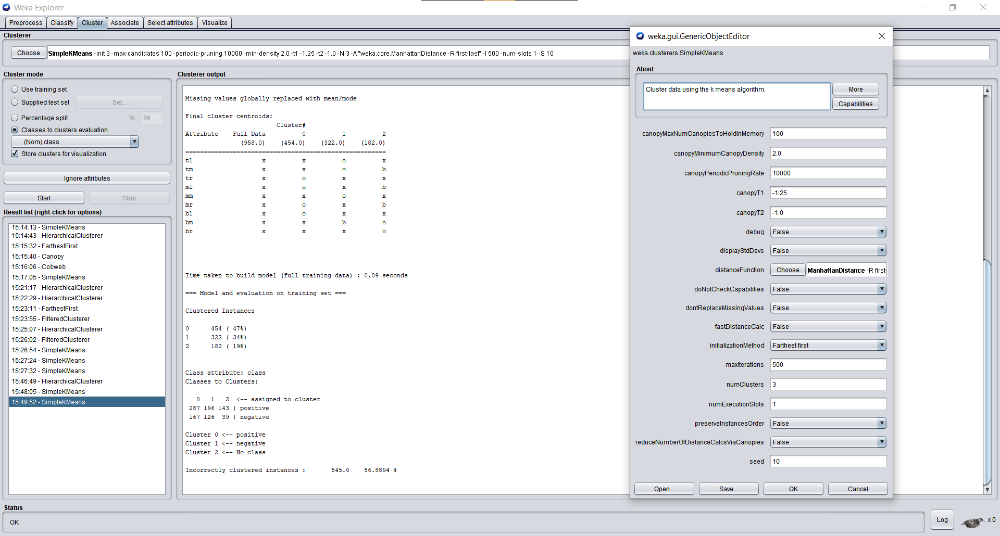 Weka Explorer
Preprocess Classify Cluster Associate Select attributes Visualize
Clusterer
Choose SimpleKMeans -init 3 -max-candidates 100 -periodic-pruning 10000 -min-density 2.0 -t1 -1.25 -t2 -1.0 -N 3 -A "weka.core.ManhattanDistance -R first-last" -I 500 -num-slots 1 -S 10
Cluster mode
Use training set
Supplied test set Set...
Percentage split % 66
Classes to clusters evaluation
(Nom) class
Store clusters for visualization
Ignore attributes
Start Stop
Result list (right-click for options)
15:14:13 - SimpleKMeans
15:14:43 - HierarchicalClusterer
15:15:32 - FarthestFirst
15:15:40 - Canopy
15:16:06 - Cobweb
15:17:05 - SimpleKMeans
15:21:17 - HierarchicalClusterer
15:22:29 - HierarchicalClusterer
15:23:11 - FarthestFirst
15:23:55 - FilteredClusterer
15:25:07 - HierarchicalClusterer
15:26:02 - FilteredClusterer
15:26:54 - SimpleKMeans
15:27:24 - SimpleKMeans
15:27:32 - SimpleKMeans
15:46:49 - HierarchicalClusterer
15:48:05 - SimpleKMeans
15:49:52 - SimpleKMeans
Clusterer output
Missing values globally replaced with mean/mode
Final cluster centroids:
Cluster#
Attribute Full Data 0 1 2
(958.0) (454.0) (322.0) (182.0)
=======================================================
tl x x o x
tm x x o b
tr x o x x
ml x o x b
mm x x o x
mr x o x b
bl x o x x
bm x x b o
br x x x o
Time taken to build model (full training data) : 0.09 seconds
=== Model and evaluation on training set ===
Clustered Instances
0 454 ( 47%)
1 322 ( 34%)
2 182 ( 19%)
Class attribute: class
Classes to Clusters:
0 1 2 <-- assigned to cluster
287 196 143 | positive
167 126 39 | negative
Cluster 0 <-- positive
Cluster 1 <-- negative
Cluster 2 <-- No class
Incorrectly clustered instances : 545.0 56.8894 %
weka.gui.GenericObjectEditor
weka.clusterers.SimpleKMeans
About
Cluster data using the k means algorithm.
More
Capabilities
canopyMaxNumCanopiesToHoldInMemory 100
canopyMinimumCanopyDensity 2.0
canopyPeriodicPruningRate 10000
canopyT1 -1.25
canopyT2 -1.0
debug False
displayStdDevs False
distanceFunction Choose ManhattanDistance -R first-
doNotCheckCapabilities False
dontReplaceMissingValues False
fastDistanceCalc False
initializationMethod Farthest first
maxIterations 500
numClusters 3
numExecutionSlots 1
preserveInstancesOrder False
reduceNumberOfDistanceCalcsViaCanopies False
seed 10
Open... Save... OK Cancel
Status
OK
Log x 0